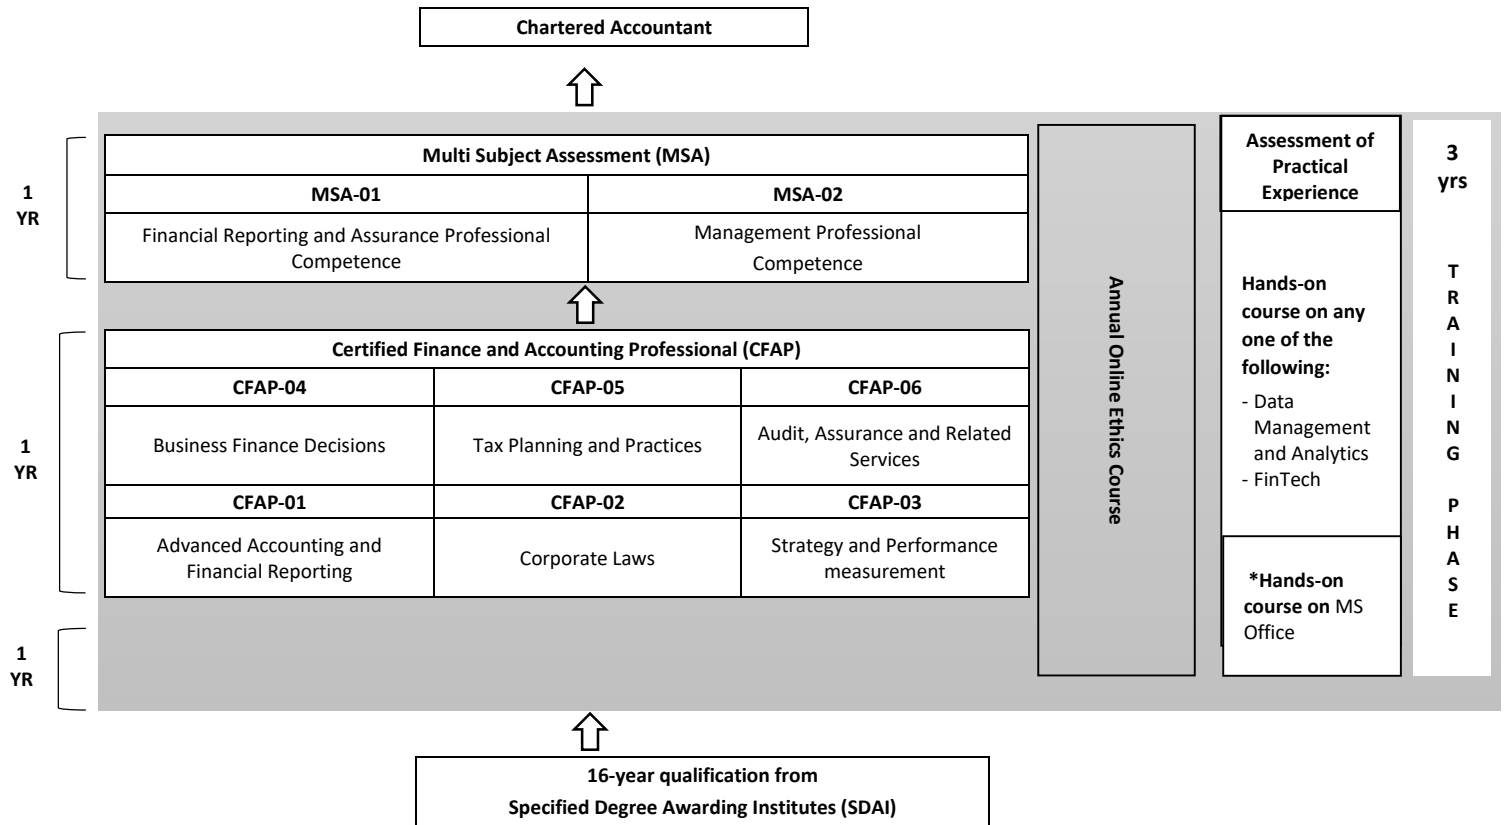 Chartered Accountant
Multi Subject Assessment (MSA)
MSA-01
MSA-02
Financial Reporting and Assurance Professional
Competence
Management Professional
Competence
1
YR
Certified Finance and Accounting Professional (CFAP)
CFAP-04
CFAP-05
CFAP-06
Business Finance Decisions
Tax Planning and Practices
Audit, Assurance and Related
Services
CFAP-01
CFAP-02
CFAP-03
Advanced Accounting and
Financial Reporting
Corporate Laws
Strategy and Performance
measurement
1
YR
1
YR
Annual Online Ethics Course
Assessment of
Practical
Experience
Hands-on
course on any
one of the
following:
- Data
Management
and Analytics
- FinTech
*Hands-on
course on MS
Office
3
yrs
T
R
A
I
N
I
N
G
P
H
A
S
E
16-year qualification from
Specified Degree Awarding Institutes (SDAI)